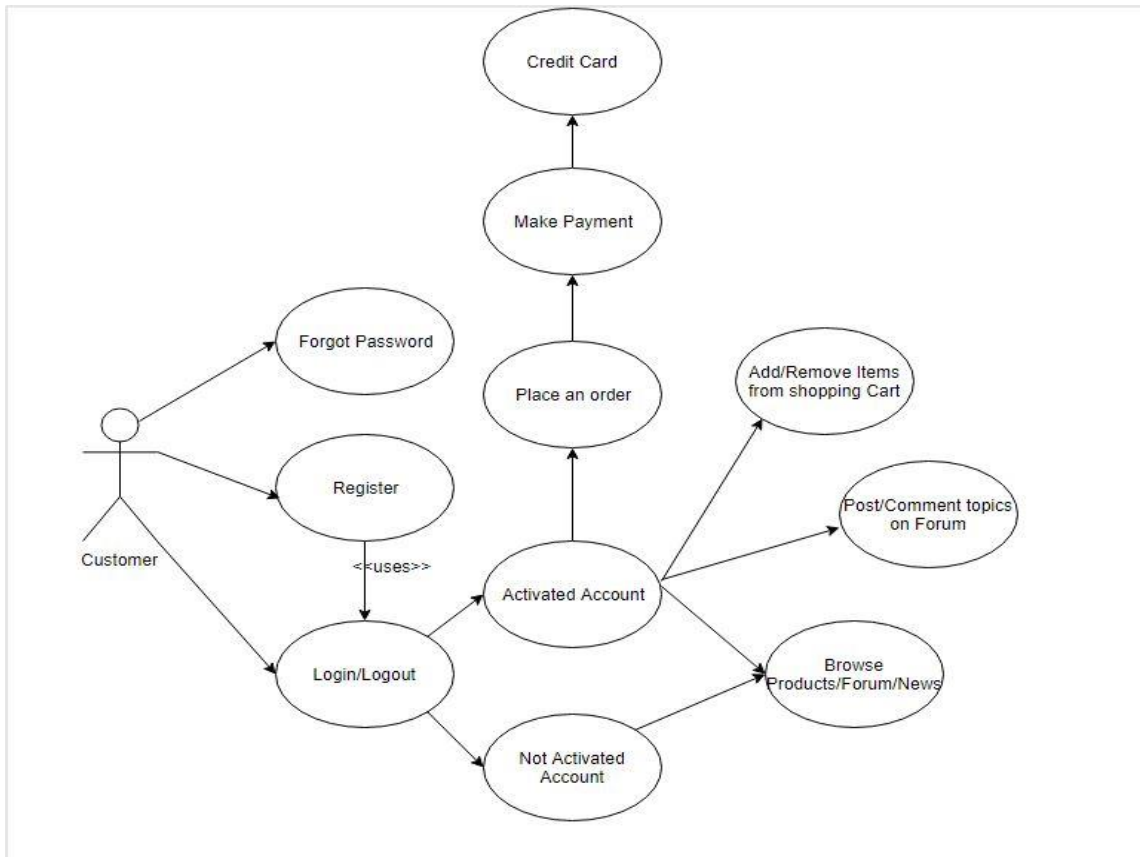 Credit Card
Make Payment
Forgot Password
Place an order
Add/Remove Items
from shopping Cart
Register
Post/Comment topics
on Forum
Customer
<<uses>>
Activated Account
Login/Logout
Browse
Products/Forum/News
Not Activated
Account